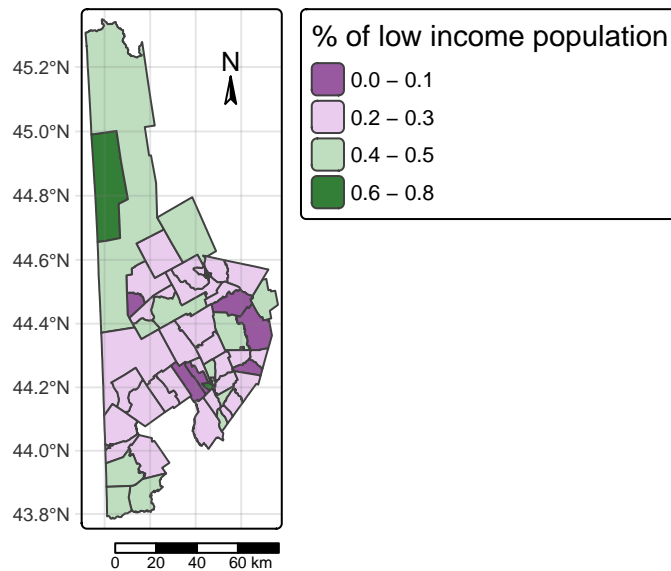 % of low income population
0.0 – 0.1
0.2 – 0.3
0.4 – 0.5
0.6 – 0.8
N
45.2°N
45.0°N
44.8°N
44.6°N
44.4°N
44.2°N
44.0°N
43.8°N
0 20 40 60 km